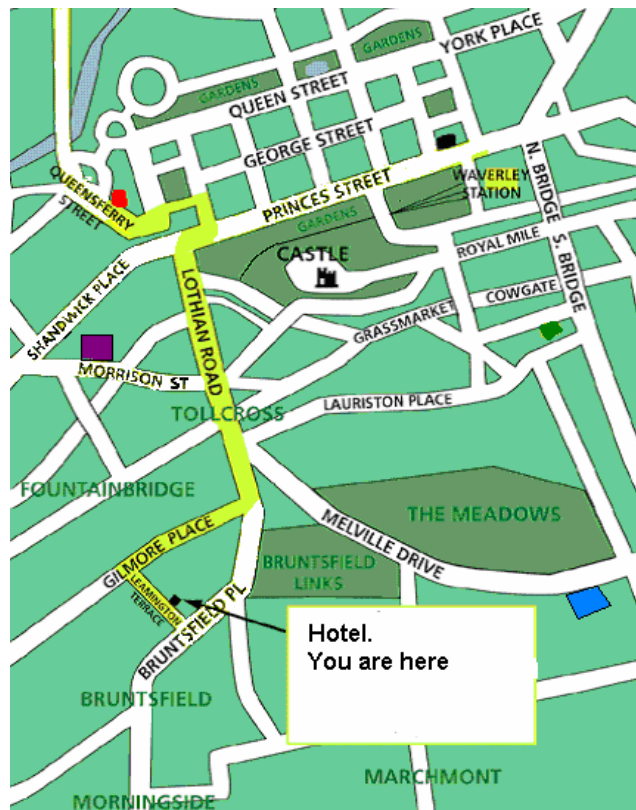 GARDENS
YORK PLACE
GARDENS
QUEEN STREET
GEORGE STREET
QUEENSFERRY
STREET
PRINCES STREET
WAVERLEY
STATION
N. BRIDGE
S. BRIDGE
GARDENS
CASTLE
ROYAL MILE
SHANDWICK PLACE
LOTHIAN ROAD
COWGATE
GRASSMARKET
MORRISON ST
TOLLCROSS
LAURISTON PLACE
FOUNTAINBRIDGE
THE MEADOWS
MELVILLE DRIVE
GILMORE PLACE
BRUNTSFIELD
LINKS
LEAMINGTON
TERRACE
BRUNTSFIELD PL
Hotel.
You are here
BRUNTSFIELD
MARCHMONT
MORNINGSIDE